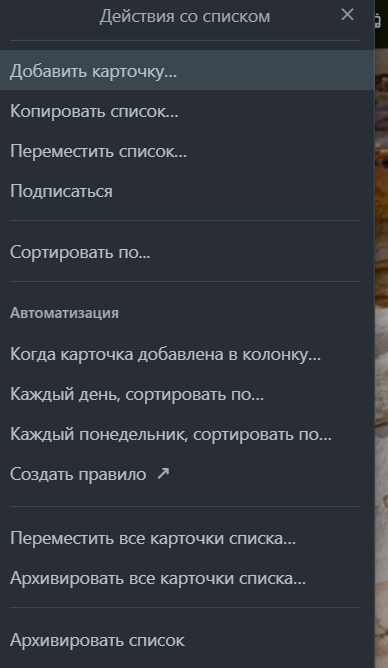 Действия со списком
Добавить карточку...
Копировать список...
Переместить список...
Подписаться
Сортировать по...
Автоматизация
Когда карточка добавлена в колонку...
Каждый день, сортировать по...
Каждый понедельник, сортировать по...
Создать правило
Переместить все карточки списка...
Архивировать все карточки списка...
Архивировать список